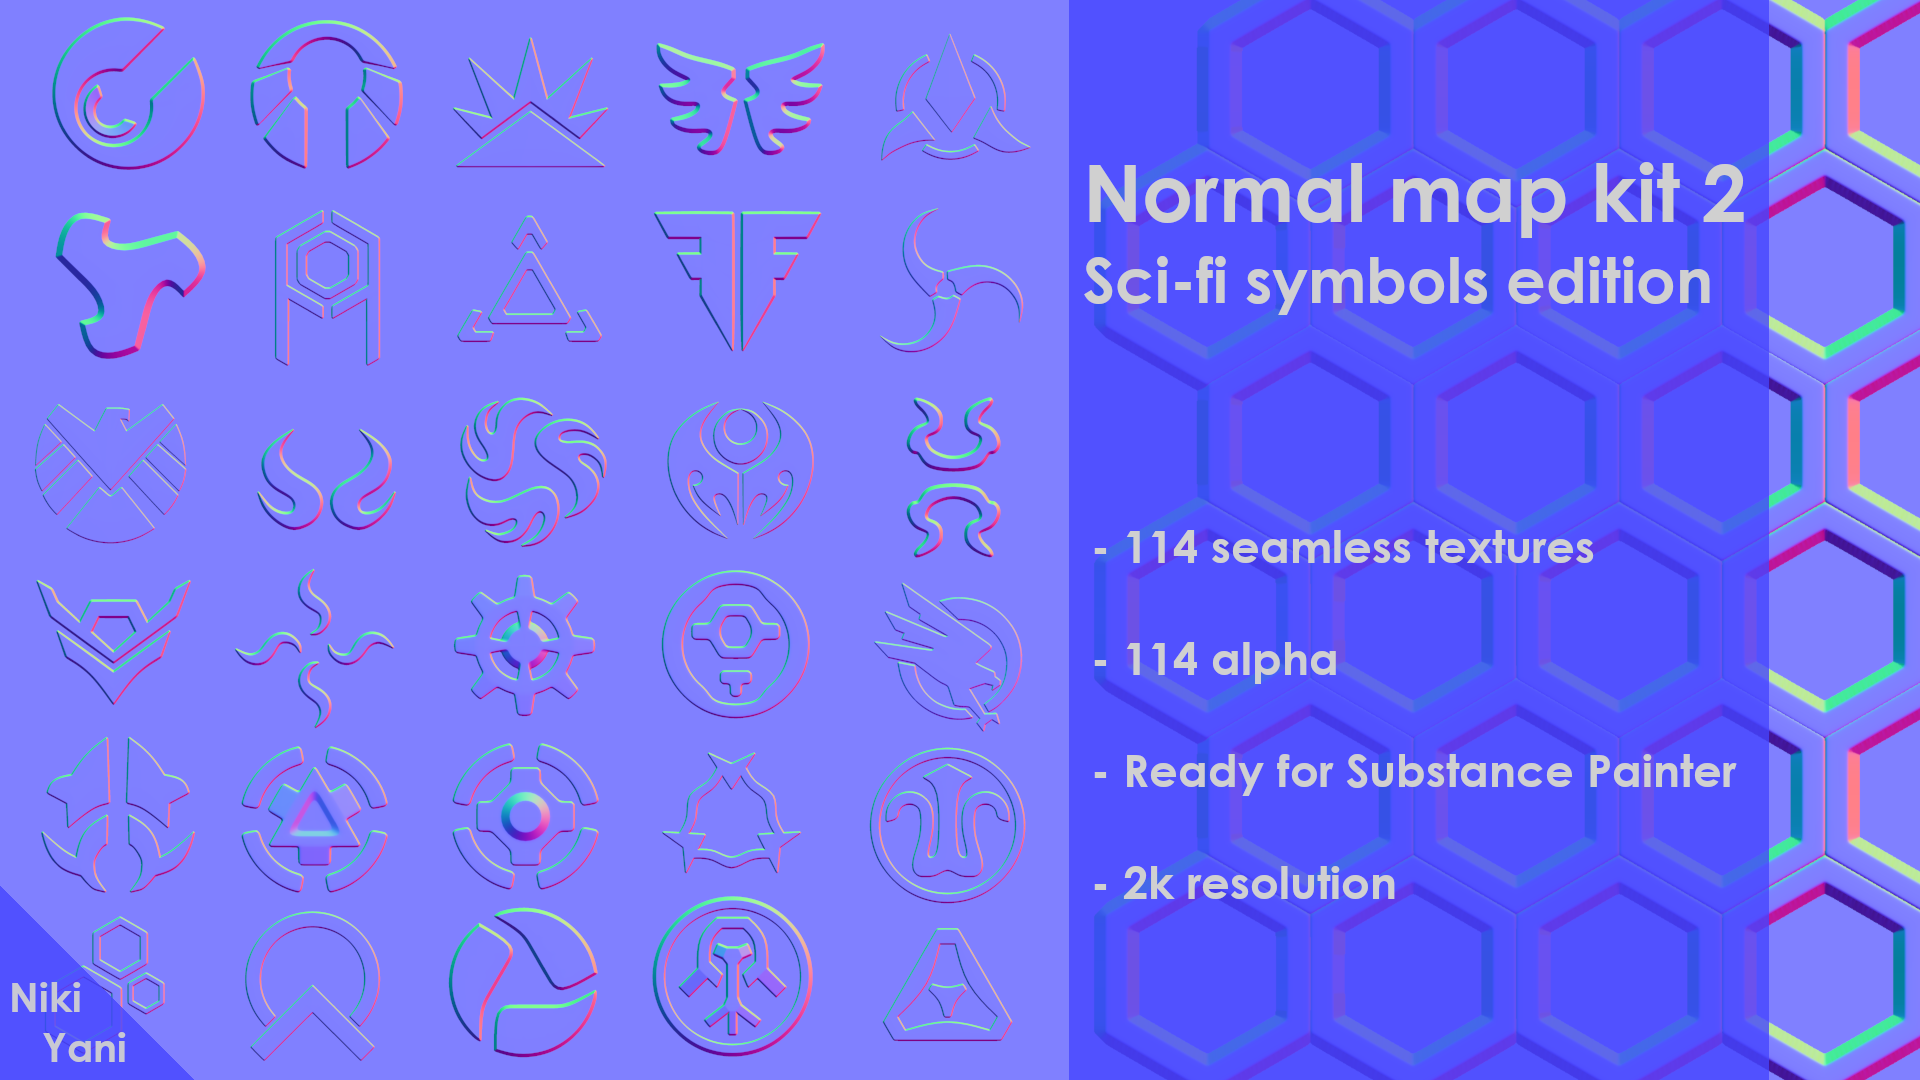 Normal map kit 2
Sci-fi symbols edition
- 114 seamless textures
- 114 alpha
- Ready for Substance Painter
- 2k resolution
Niki
Yani